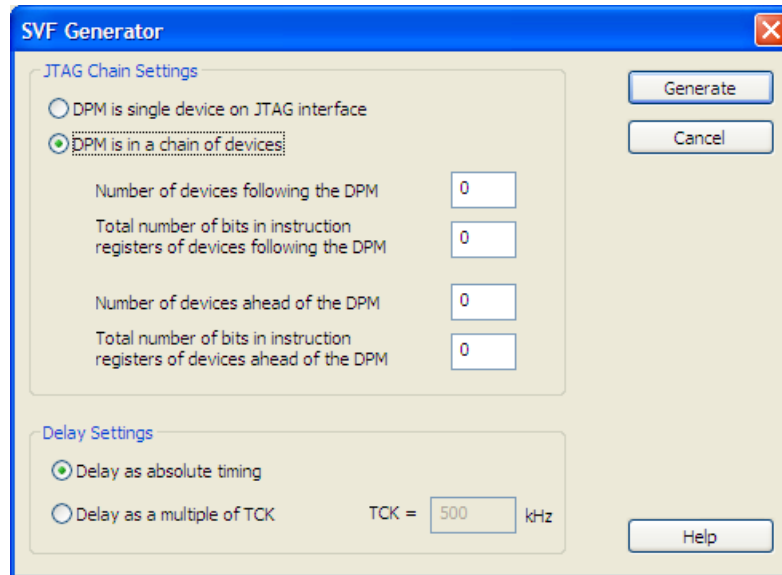 SVF Generator
JTAG Chain Settings
Generate
DPM is single device on JTAG interface
DPM is in a chain of devices
Cancel
Number of devices following the DPM
0
Total number of bits in instruction
registers of devices following the DPM
0
Number of devices ahead of the DPM
0
Total number of bits in instruction
registers of devices ahead of the DPM
0
Delay Settings
Delay as absolute timing
Delay as a multiple of TCK
TCK = 500 kHz
Help